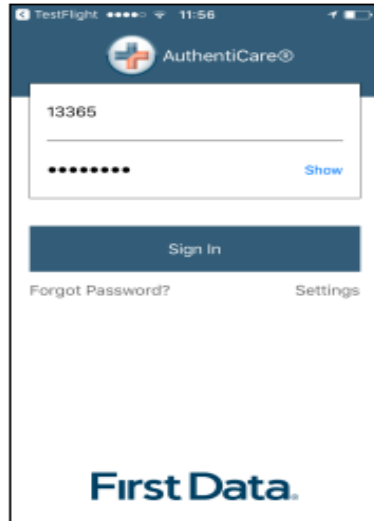 TestFlight 11:56
AuthentiCare®
13365
•••••••• Show
Sign In
Forgot Password? Settings
First Data.